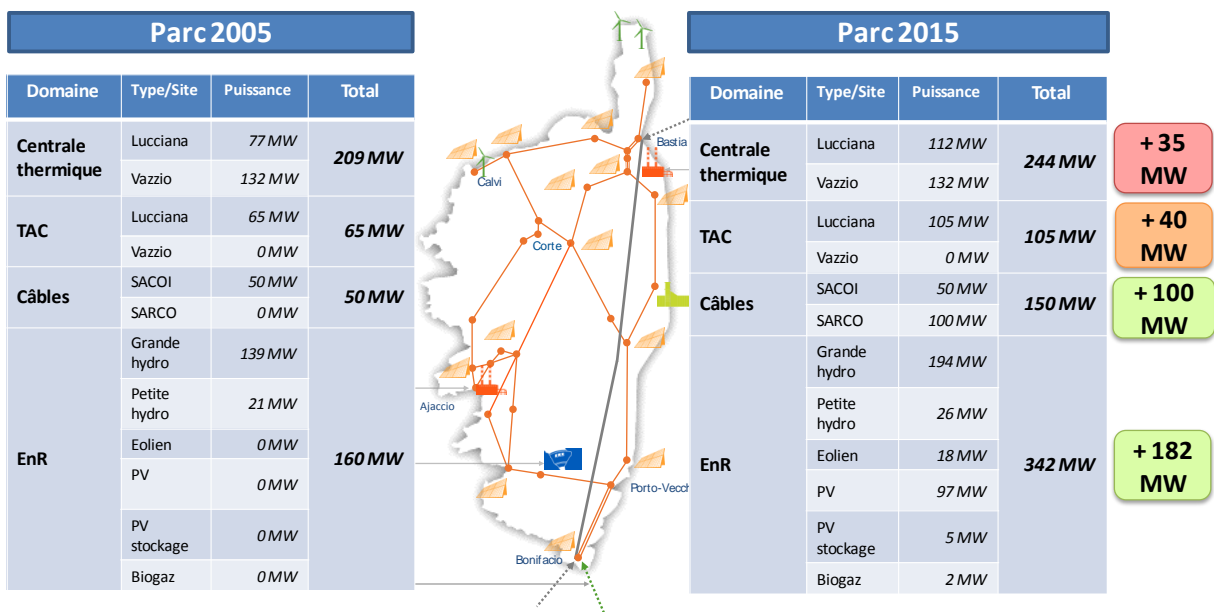 Parc 2005
Domaine Type/Site Puissance Total
Centrale thermique Lucciana 77 MW 209 MW
Vazzio 132 MW
TAC Lucciana 65 MW 65 MW
Vazzio 0 MW
Câbles SACOI 50 MW 50 MW
SARCO 0 MW
EnR Grande hydro 139 MW 160 MW
Petite hydro 21 MW
Eolien 0 MW
PV 0 MW
PV stockage 0 MW
Biogaz 0 MW
Bastia
Calvi
Corte
Ajaccio
Porto-Vecch
Bonifacio
Parc 2015
Domaine Type/Site Puissance Total
Centrale thermique Lucciana 112 MW 244 MW
Vazzio 132 MW
+ 35 MW
TAC Lucciana 105 MW 105 MW
Vazzio 0 MW
+ 40 MW
Câbles SACOI 50 MW 150 MW
SARCO 100 MW
+ 100 MW
EnR Grande hydro 194 MW 342 MW
Petite hydro 26 MW
Eolien 18 MW
PV 97 MW
PV stockage 5 MW
Biogaz 2 MW
+ 182 MW